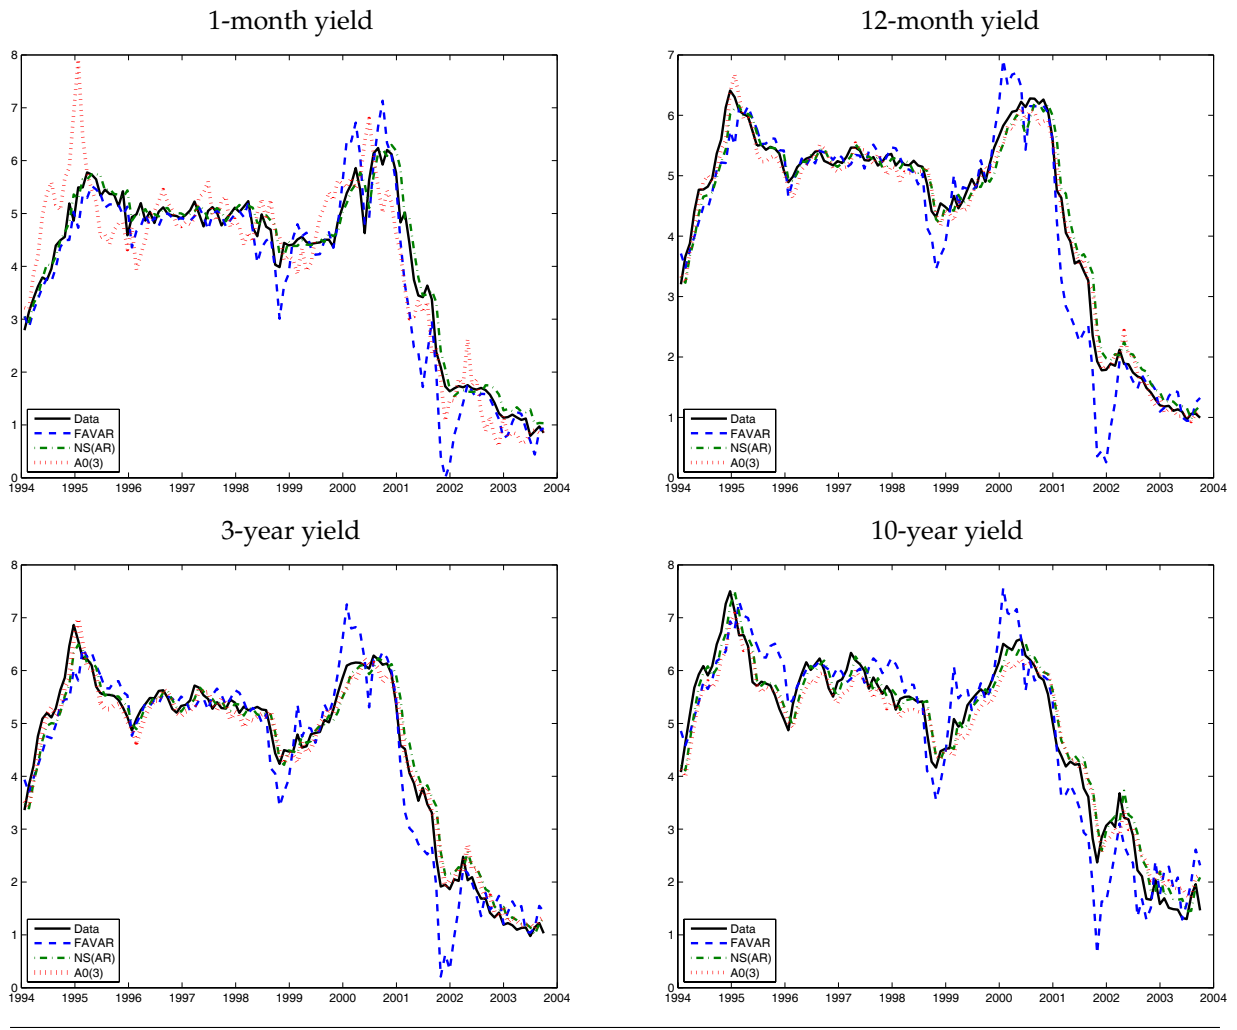 1-month yield
8
7
6
5
4
3
2
1
0
Data
FAVAR
NS(AR)
A0(3)
1994 1995 1996 1997 1998 1999 2000 2001 2002 2003 2004
12-month yield
7
6
5
4
3
2
1
0
Data
FAVAR
NS(AR)
A0(3)
1994 1995 1996 1997 1998 1999 2000 2001 2002 2003 2004
3-year yield
8
7
6
5
4
3
2
1
0
Data
FAVAR
NS(AR)
A0(3)
1994 1995 1996 1997 1998 1999 2000 2001 2002 2003 2004
10-year yield
8
7
6
5
4
3
2
1
0
Data
FAVAR
NS(AR)
A0(3)
1994 1995 1996 1997 1998 1999 2000 2001 2002 2003 2004